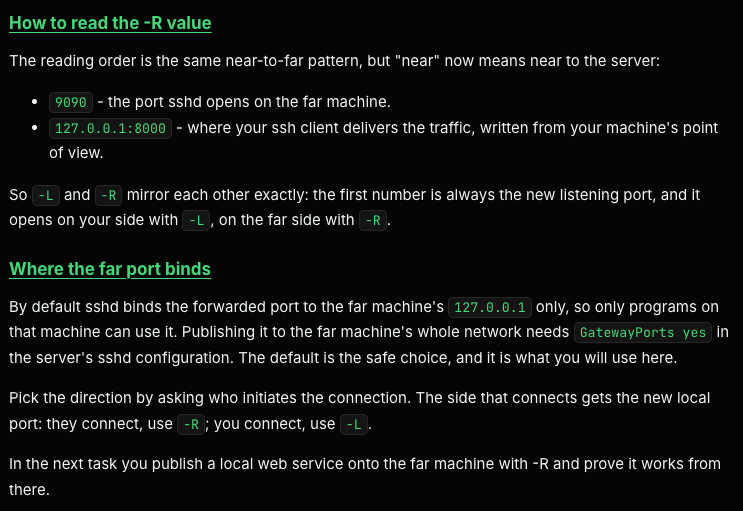 How to read the -R value
The reading order is the same near-to-far pattern, but "near" now means near to the server:
9090 - the port sshd opens on the far machine.
127.0.0.1:8000 - where your ssh client delivers the traffic, written from your machine's point
of view.
So -L and -R mirror each other exactly: the first number is always the new listening port, and it
opens on your side with -L, on the far side with -R.
Where the far port binds
By default sshd binds the forwarded port to the far machine's 127.0.0.1 only, so only programs on
that machine can use it. Publishing it to the far machine's whole network needs GatewayPorts yes in
the server's sshd configuration. The default is the safe choice, and it is what you will use here.
Pick the direction by asking who initiates the connection. The side that connects gets the new local
port: they connect, use -R; you connect, use -L.
In the next task you publish a local web service onto the far machine with -R and prove it works from
there.